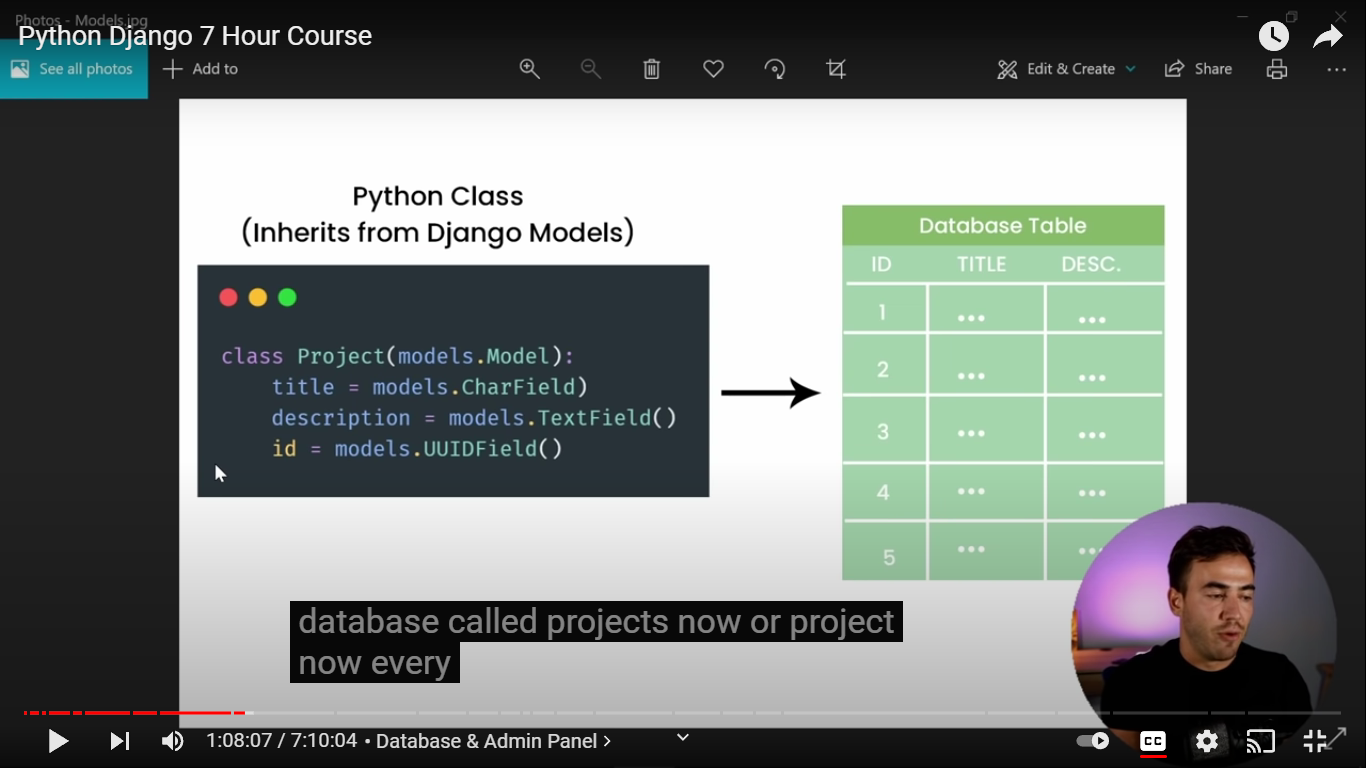 Photos - Models.jpg
Python Django 7 Hour Course
See all photos
Add to
Edit & Create
Share
Python Class
(Inherits from Django Models)
class Project(models.Model):
title = models.CharField)
description = models.TextField()
id = models.UUIDField()
Database Table
ID TITLE DESC.
1 ... ...
2 ... ...
3 ... ...
4 ... ...
5 ... ...
database called projects now or project
now every
1:08:07 / 7:10:04 • Database & Admin Panel >
CC